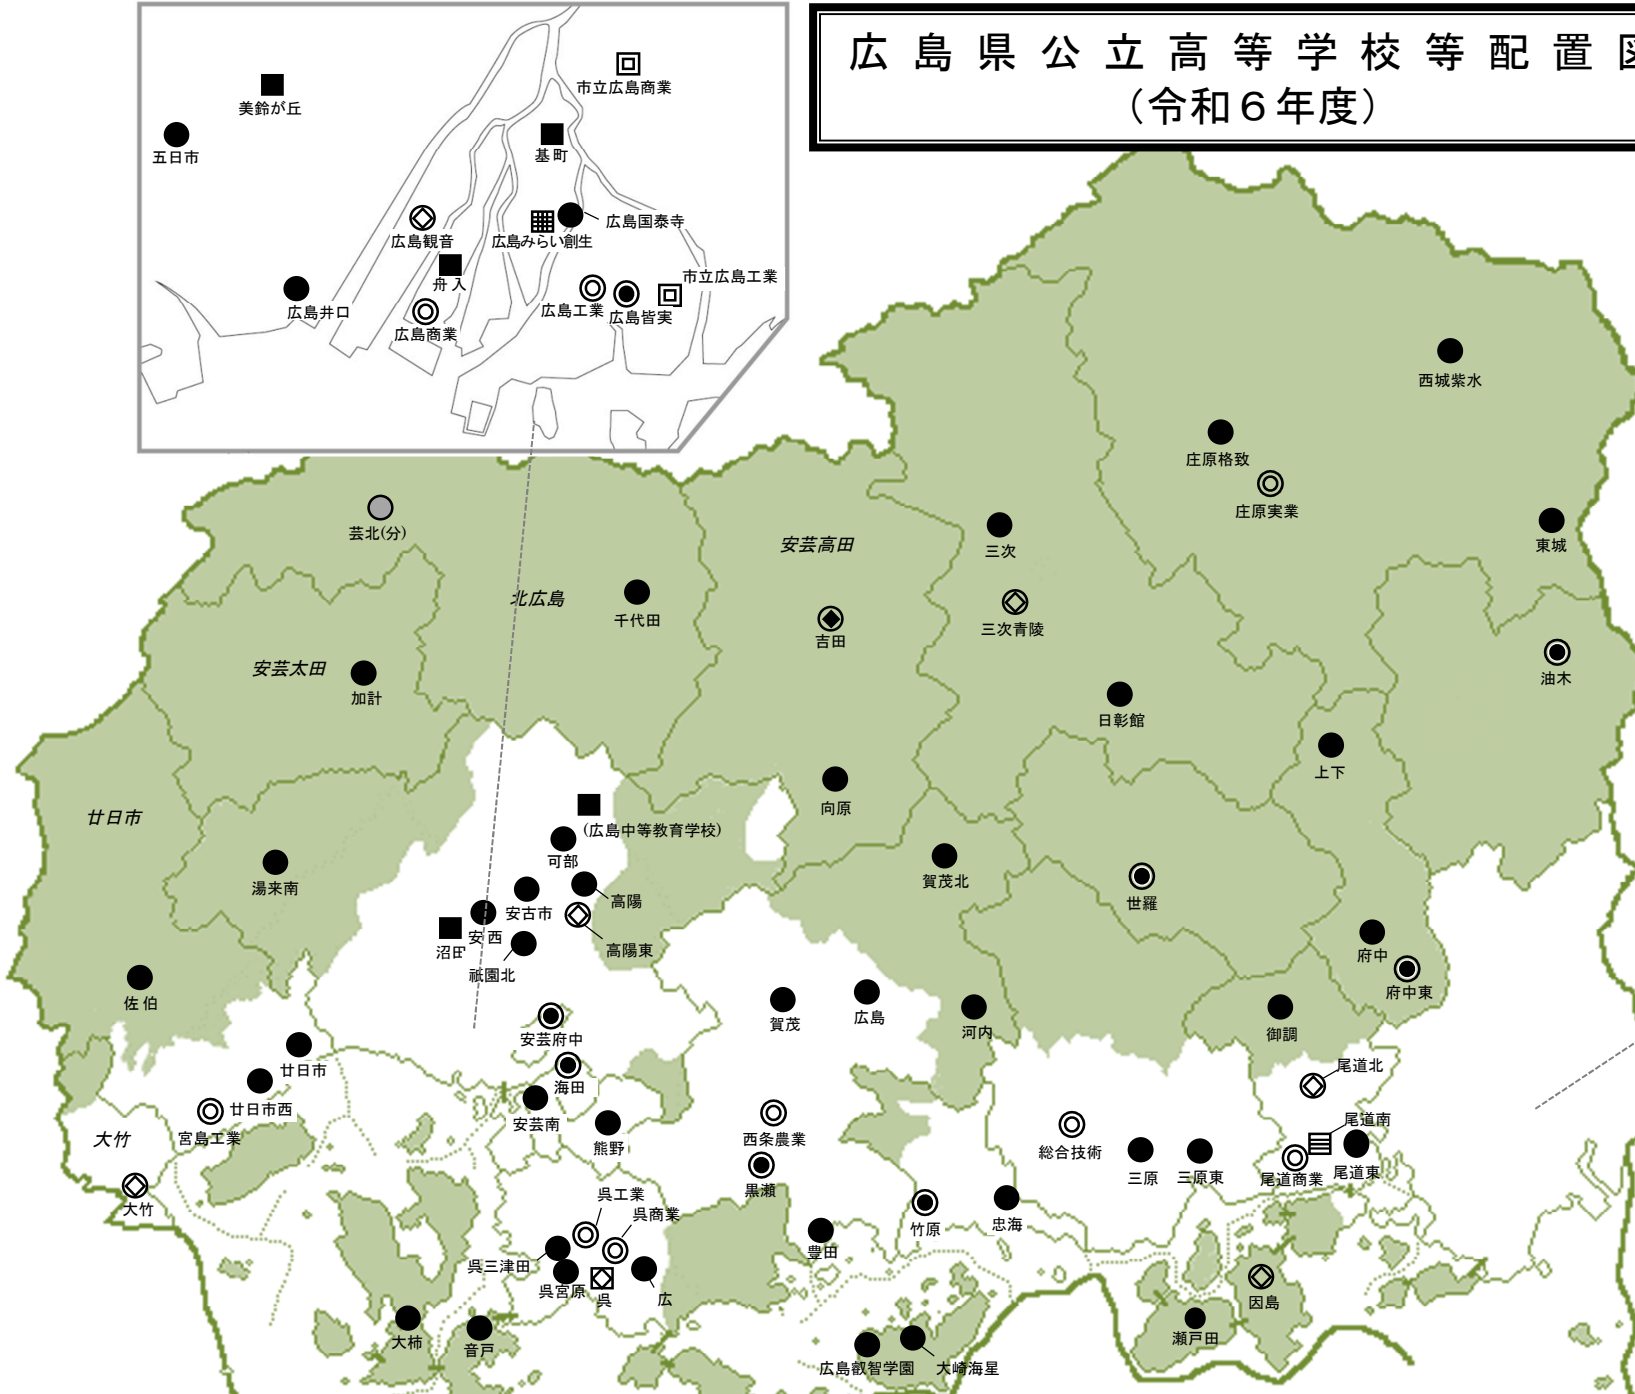 広島県公立高等学校等配置図
（令和６年度）
市立広島商業
美鈴が丘
五日市
基町
広島国泰寺
広島みらい創生
広島観音
舟入
市立広島工業
広島井口
広島工業
広島皆実
広島商業
西城紫水
庄原格致
庄原実業
東城
芸北(分)
安芸高田
三次
北広島
千代田
吉田
三次青陵
安芸太田
加計
油木
日彰館
上下
廿日市
向原
(広島中等教育学校)
可部
湯来南
賀茂北
高陽
世羅
安古市
安西
沼田
高陽東
府中
祇園北
府中東
佐伯
賀茂
広島
河内
御調
安芸府中
廿日市
尾道北
海田
廿日市西
安芸南
尾道南
宮島工業
大竹
熊野
西条農業
総合技術
三原
三原東
尾道商業
尾道東
黒瀬
大竹
呉工業
呉商業
竹原
忠海
豊田
呉三津田
呉宮原
呉
広
因島
大柿
音戸
瀬戸田
広島叡智学園
大崎海星